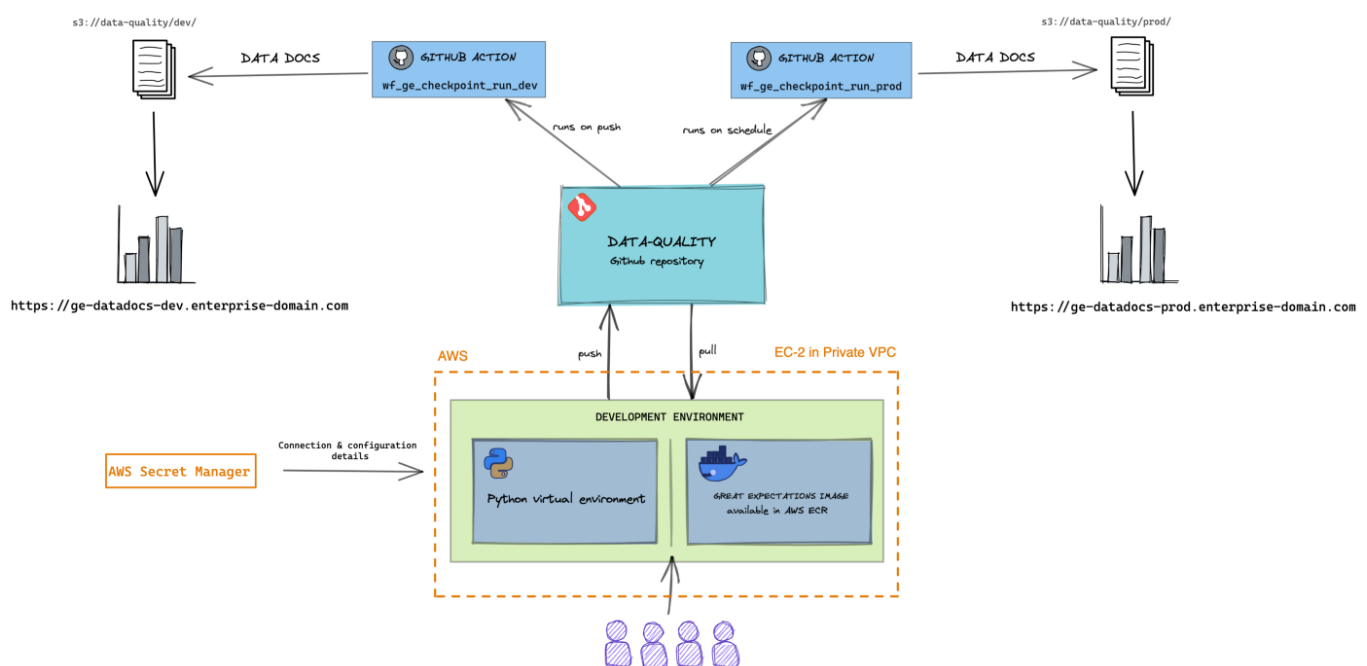 s3://data-quality/dev/
s3://data-quality/prod/
DATA DOCS
GITHUB ACTION
wf_ge_checkpoint_run_dev
GITHUB ACTION
wf_ge_checkpoint_run_prod
DATA DOCS
runs on push
runs on schedule
DATA-QUALITY
Github repository
https://ge-datadocs-dev.enterprise-domain.com
https://ge-datadocs-prod.enterprise-domain.com
push
pull
AWS
EC-2 in Private VPC
DEVELOPMENT ENVIRONMENT
Connection & configuration
details
AWS Secret Manager
Python virtual environment
GREAT EXPECTATIONS IMAGE
available in AWS ECR